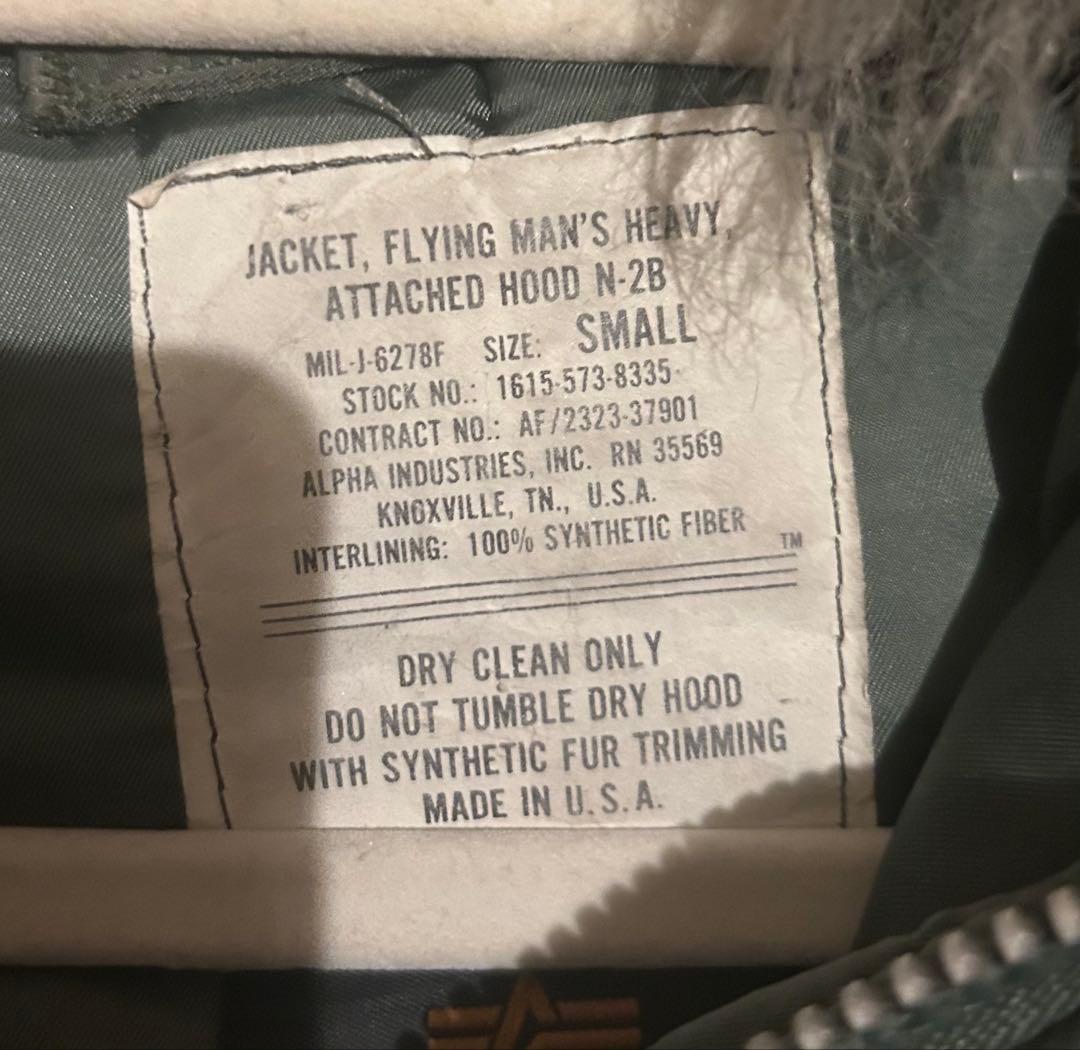 JACKET, FLYING MAN'S HEAVY,
ATTACHED HOOD N-2B
MIL-J-6278F SIZE: SMALL
STOCK NO.: 1615-573-8335
CONTRACT NO.: AF/2323-37901
ALPHA INDUSTRIES, INC. RN 35569
KNOXVILLE, TN., U.S.A.
INTERLINING: 100% SYNTHETIC FIBER
TM
DRY CLEAN ONLY
DO NOT TUMBLE DRY HOOD
WITH SYNTHETIC FUR TRIMMING
MADE IN U.S.A.